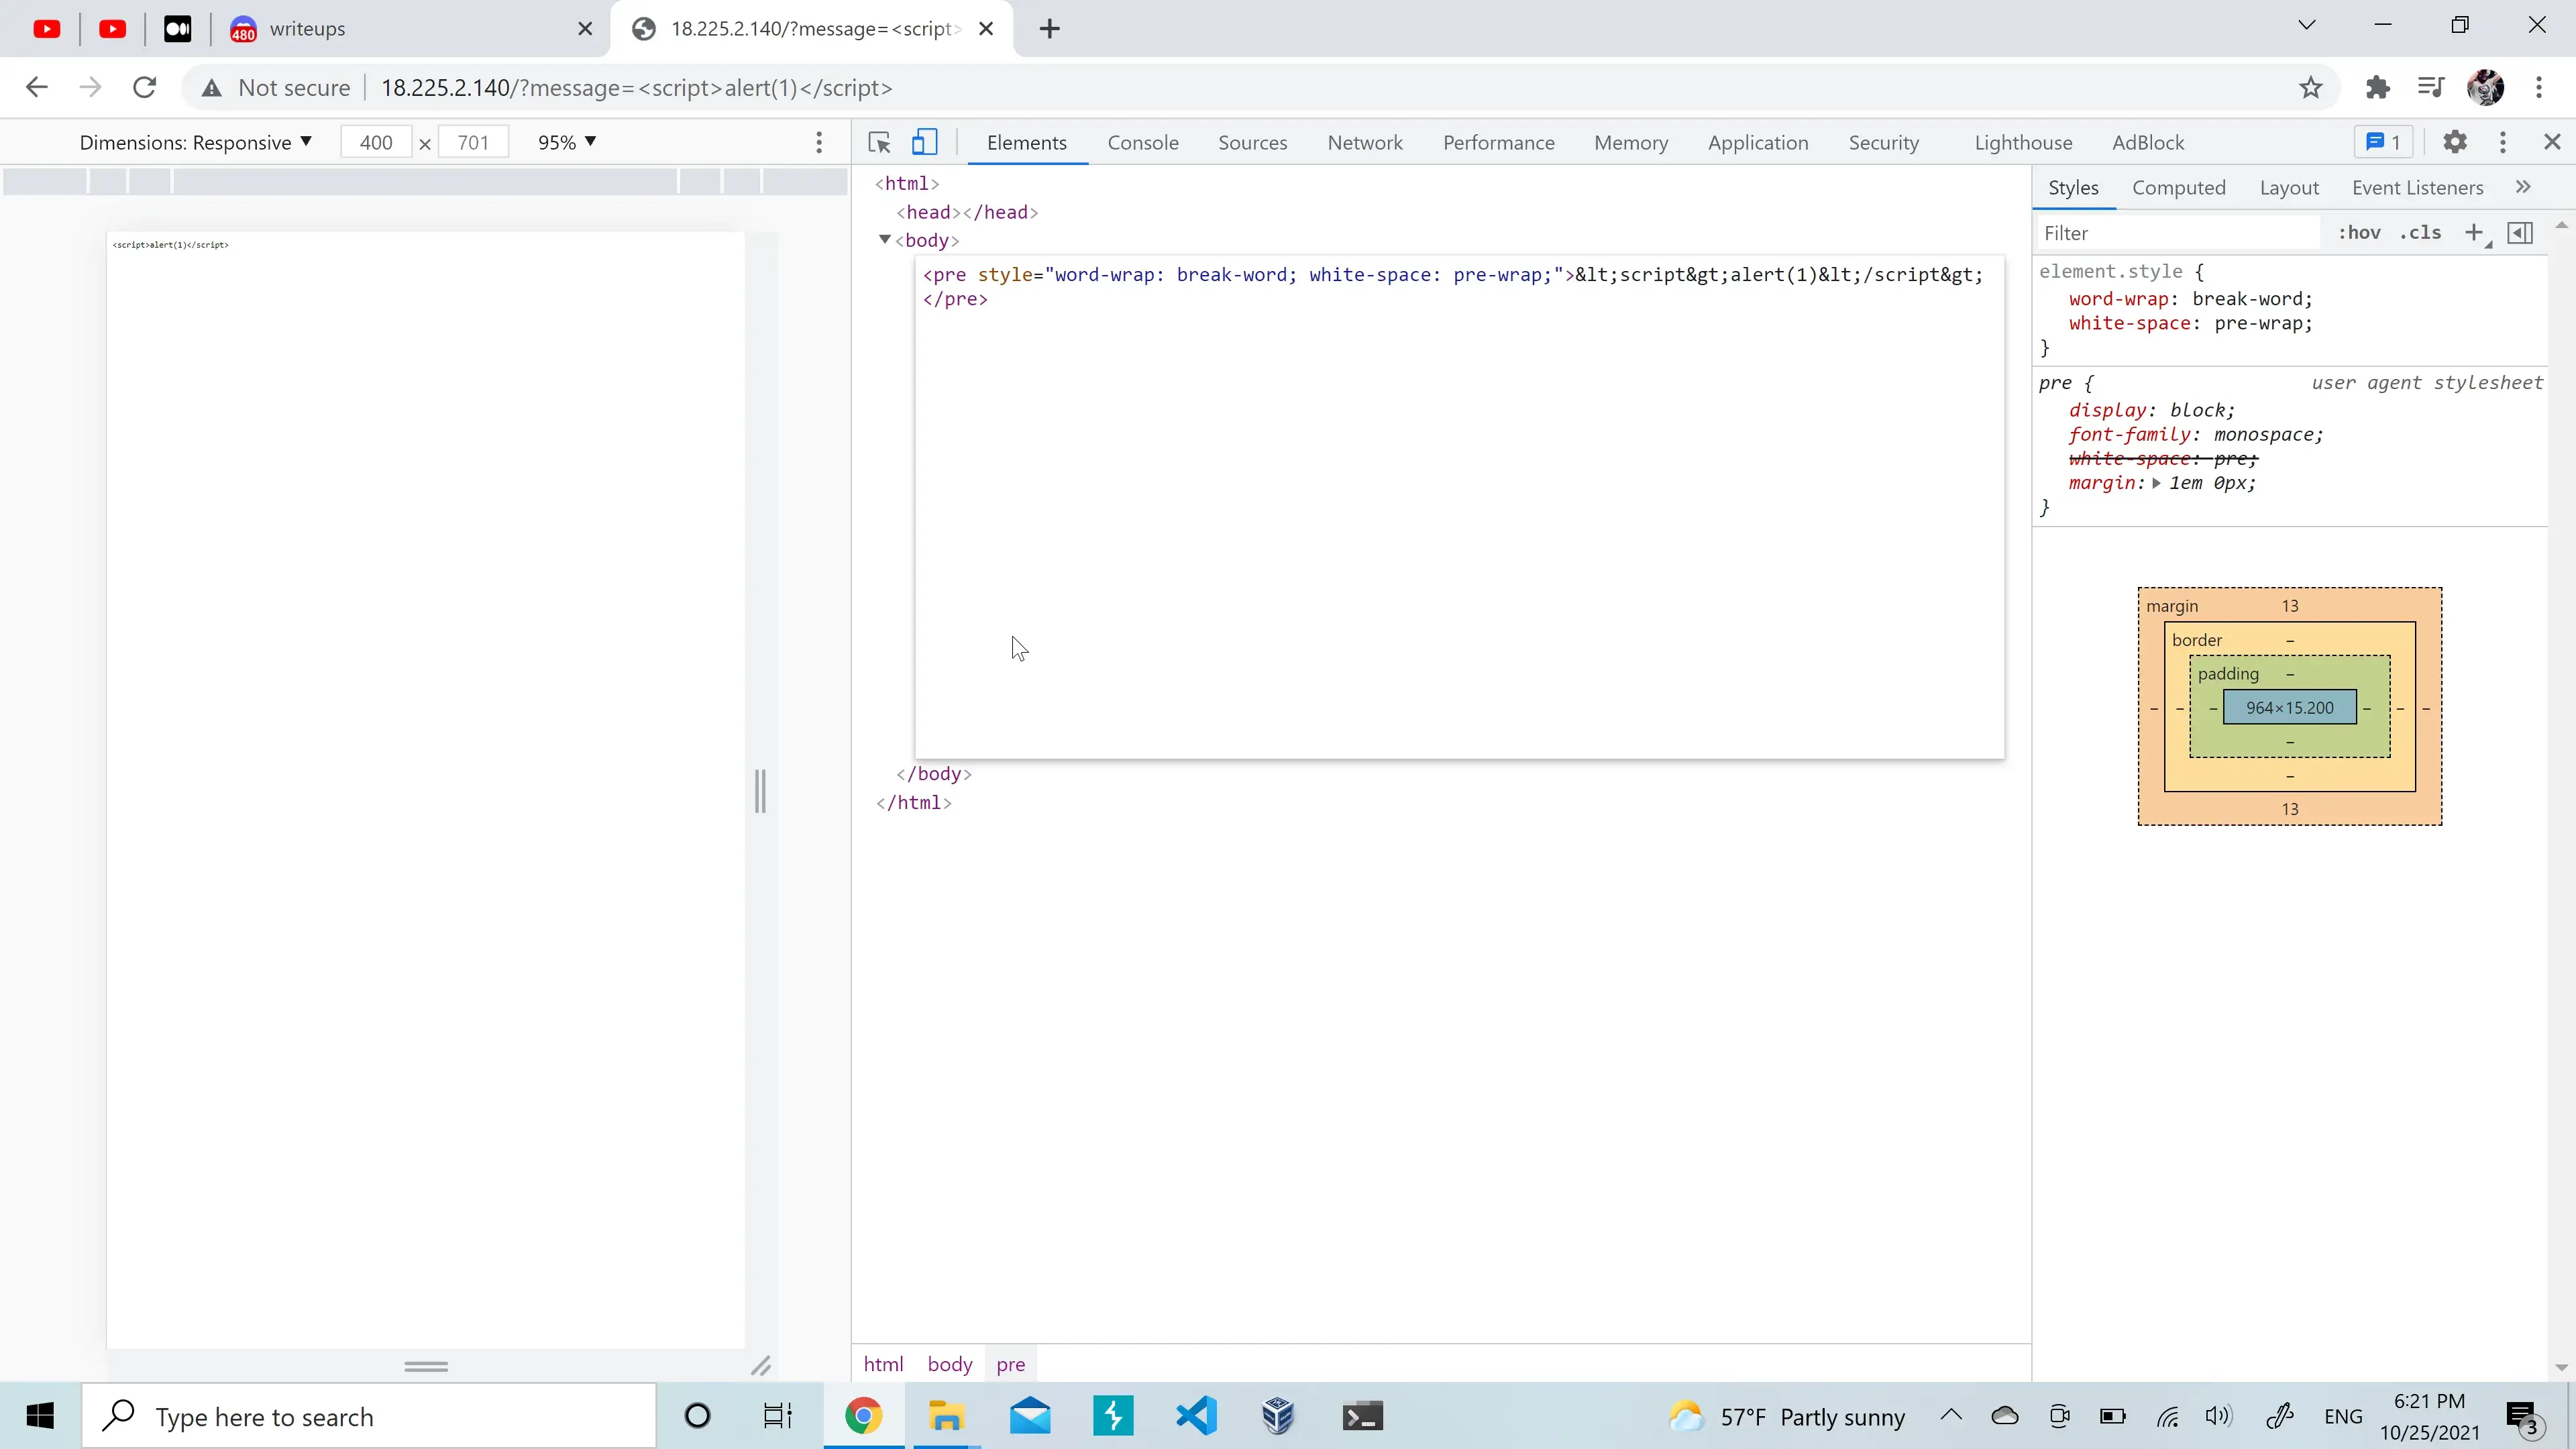 480 writeups
18.225.2.140/?message=<script>
Not secure 18.225.2.140/?message=<script>alert(1)</script>
Dimensions: Responsive 400 × 701 95%
Elements Console Sources Network Performance Memory Application Security Lighthouse AdBlock 1
<script>alert(1)</script>
<html>
<head></head>
<body>
<pre style="word-wrap: break-word; white-space: pre-wrap;">&lt;script&gt;alert(1)&lt;/script&gt;
</pre>
</body>
</html>
html body pre
Styles Computed Layout Event Listeners »
Filter :hov .cls +
element.style {
word-wrap: break-word;
white-space: pre-wrap;
}
pre { user agent stylesheet
display: block;
font-family: monospace;
white-space: pre;
margin: 1em 0px;
}
margin 13
border –
padding –
– – – 964×15.200 – – –
–
–
13
Type here to search
57°F Partly sunny
ENG
6:21 PM
10/25/2021
3